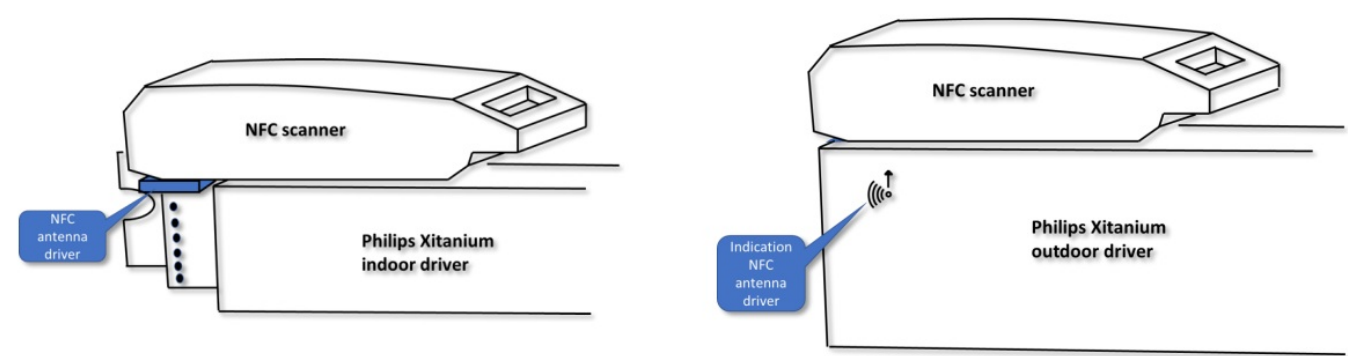 NFC scanner
NFC
antenna
driver
Philips Xitanium
indoor driver
NFC scanner
Indication
NFC
antenna
driver
Philips Xitanium
outdoor driver